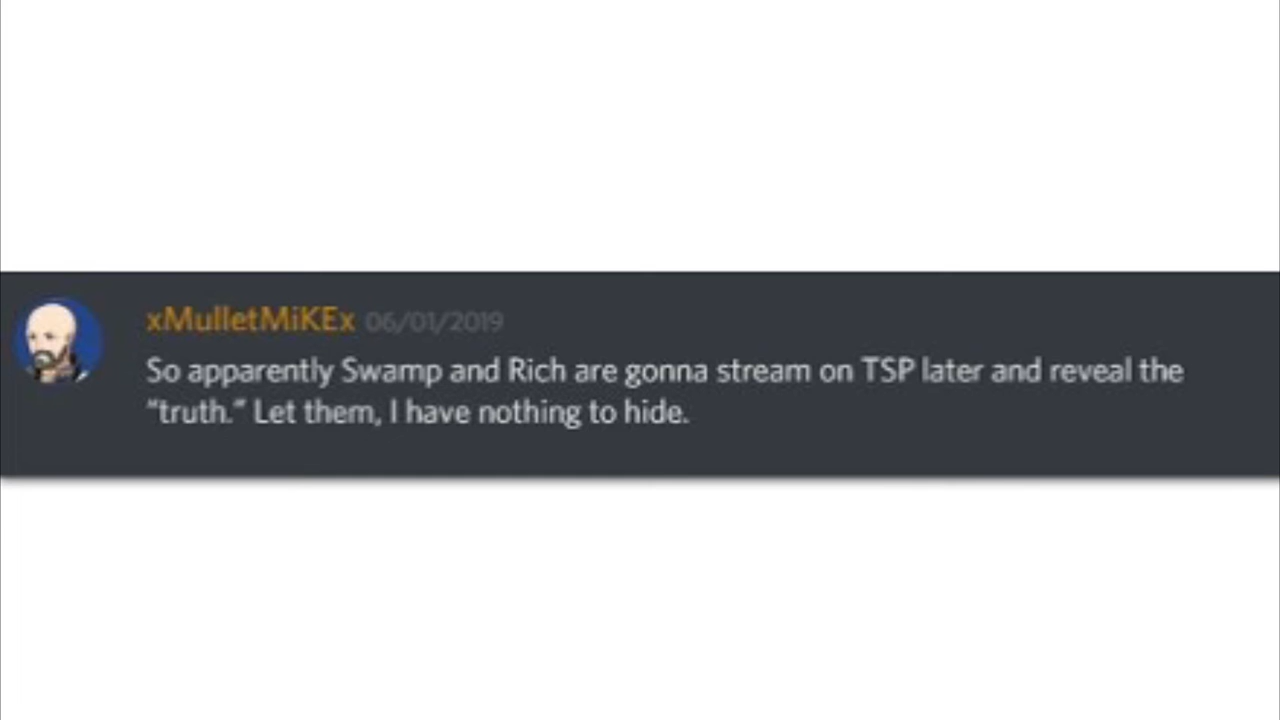 xMulletMiKEx 06/01/2019
So apparently Swamp and Rich are gonna stream on TSP later and reveal the
“truth.” Let them, I have nothing to hide.